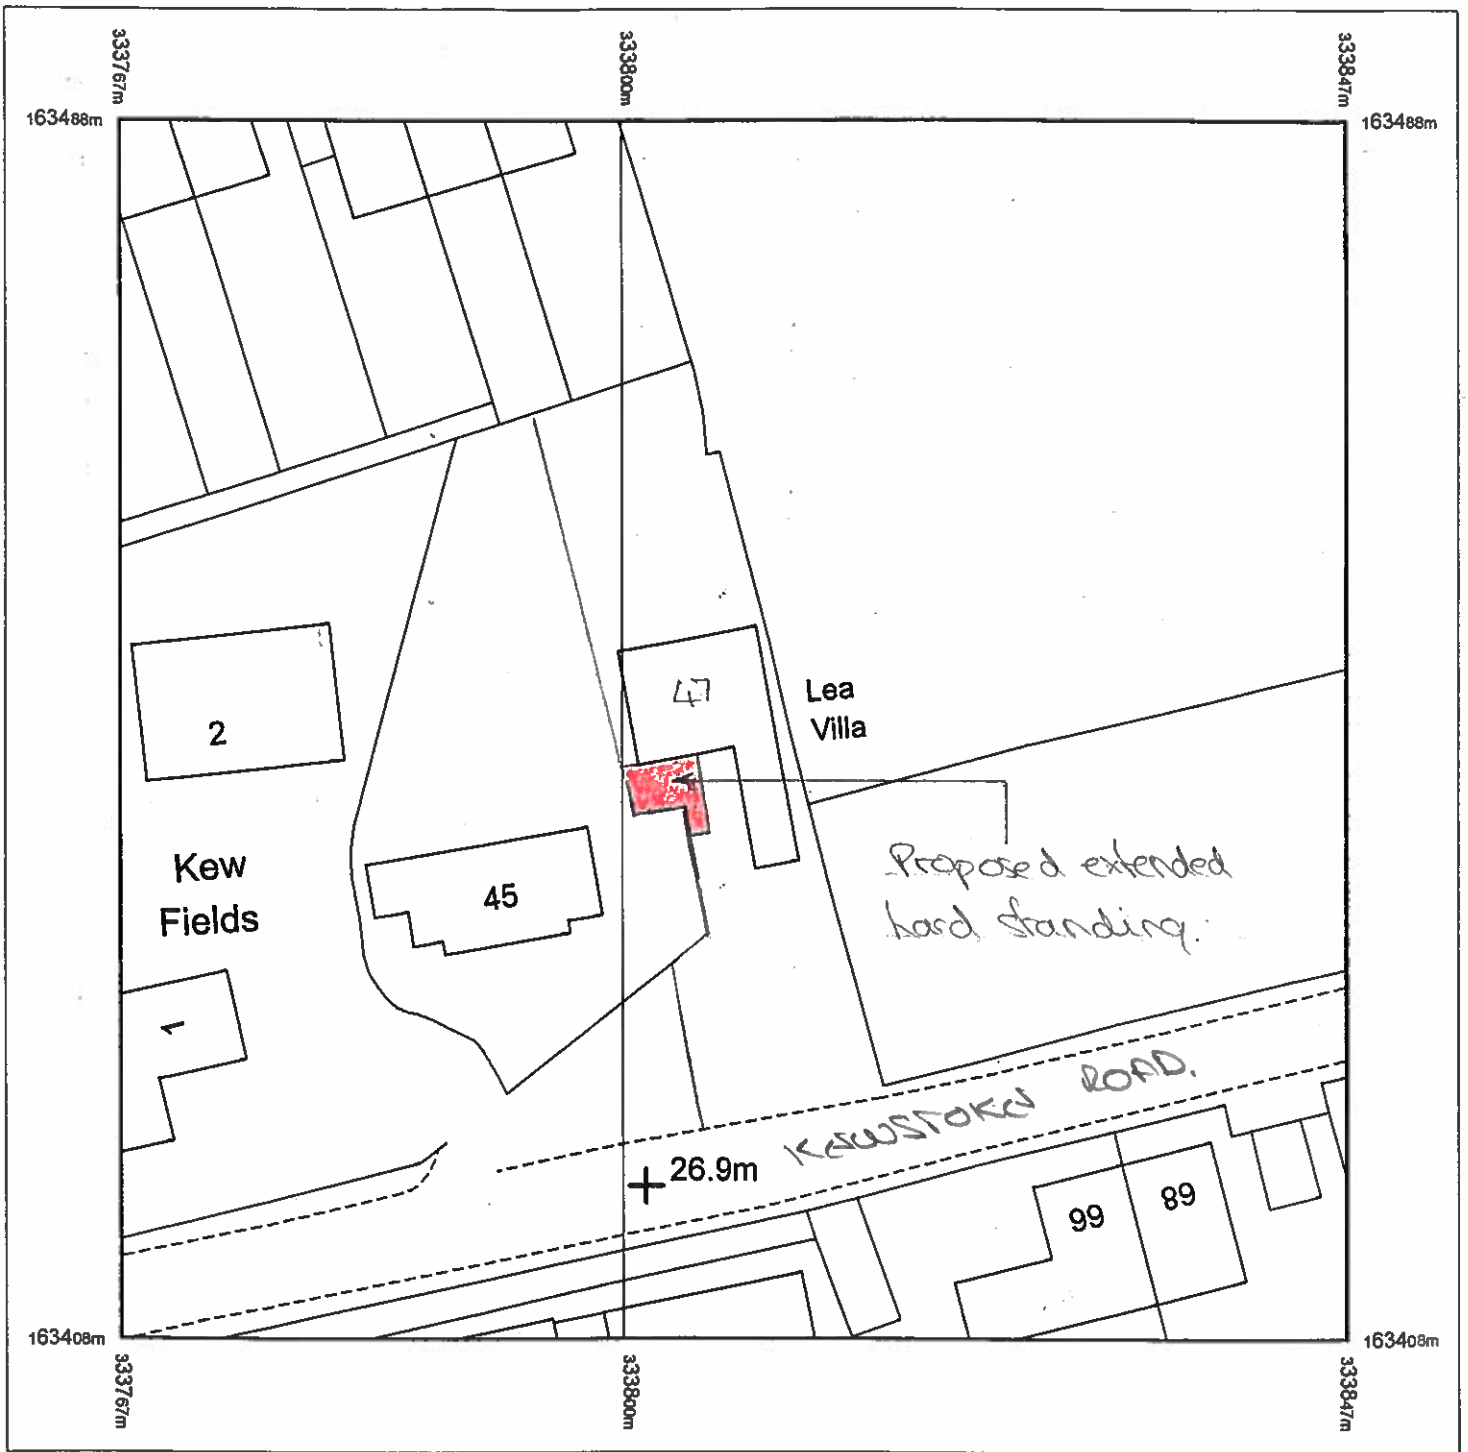 333767m
333800m
333847m
163488m
163488m
47
Lea
Villa
2
Kew
Fields
45
Proposed extended
hard standing.
1
KEWSTOKE ROAD.
26.9m
99
89
163408m
163408m
333767m
333800m
333847m